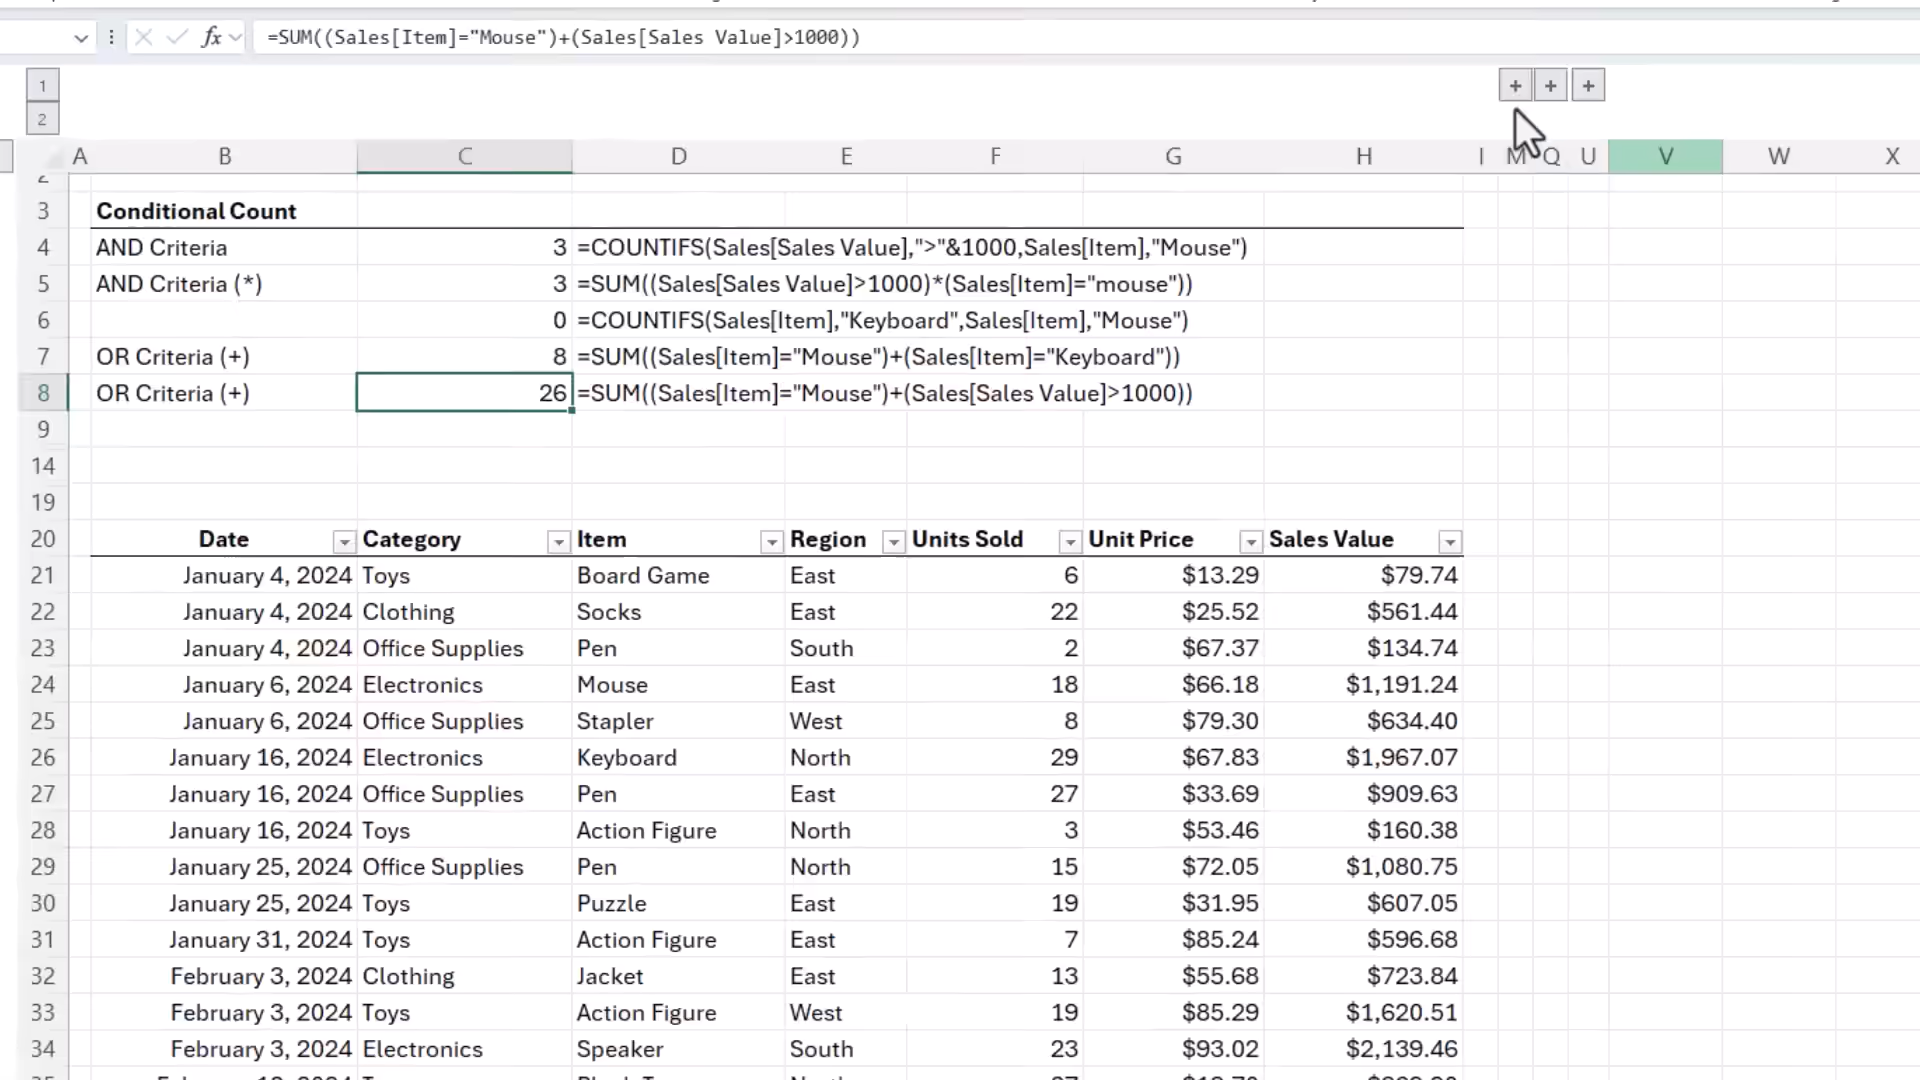 fx =SUM((Sales[Item]="Mouse")+(Sales[Sales Value]>1000))
1 + + +
2
A B C D E F G H I M Q U V W X
3 Conditional Count
4 AND Criteria 3 =COUNTIFS(Sales[Sales Value],">"&1000,Sales[Item],"Mouse")
5 AND Criteria (*) 3 =SUM((Sales[Sales Value]>1000)*(Sales[Item]="mouse"))
6 0 =COUNTIFS(Sales[Item],"Keyboard",Sales[Item],"Mouse")
7 OR Criteria (+) 8 =SUM((Sales[Item]="Mouse")+(Sales[Item]="Keyboard"))
8 OR Criteria (+) 26 =SUM((Sales[Item]="Mouse")+(Sales[Sales Value]>1000))
9
14
19
20 Date Category Item Region Units Sold Unit Price Sales Value
21 January 4, 2024 Toys Board Game East 6 $13.29 $79.74
22 January 4, 2024 Clothing Socks East 22 $25.52 $561.44
23 January 4, 2024 Office Supplies Pen South 2 $67.37 $134.74
24 January 6, 2024 Electronics Mouse East 18 $66.18 $1,191.24
25 January 6, 2024 Office Supplies Stapler West 8 $79.30 $634.40
26 January 16, 2024 Electronics Keyboard North 29 $67.83 $1,967.07
27 January 16, 2024 Office Supplies Pen East 27 $33.69 $909.63
28 January 16, 2024 Toys Action Figure North 3 $53.46 $160.38
29 January 25, 2024 Office Supplies Pen North 15 $72.05 $1,080.75
30 January 25, 2024 Toys Puzzle East 19 $31.95 $607.05
31 January 31, 2024 Toys Action Figure East 7 $85.24 $596.68
32 February 3, 2024 Clothing Jacket East 13 $55.68 $723.84
33 February 3, 2024 Toys Action Figure West 19 $85.29 $1,620.51
34 February 3, 2024 Electronics Speaker South 23 $93.02 $2,139.46